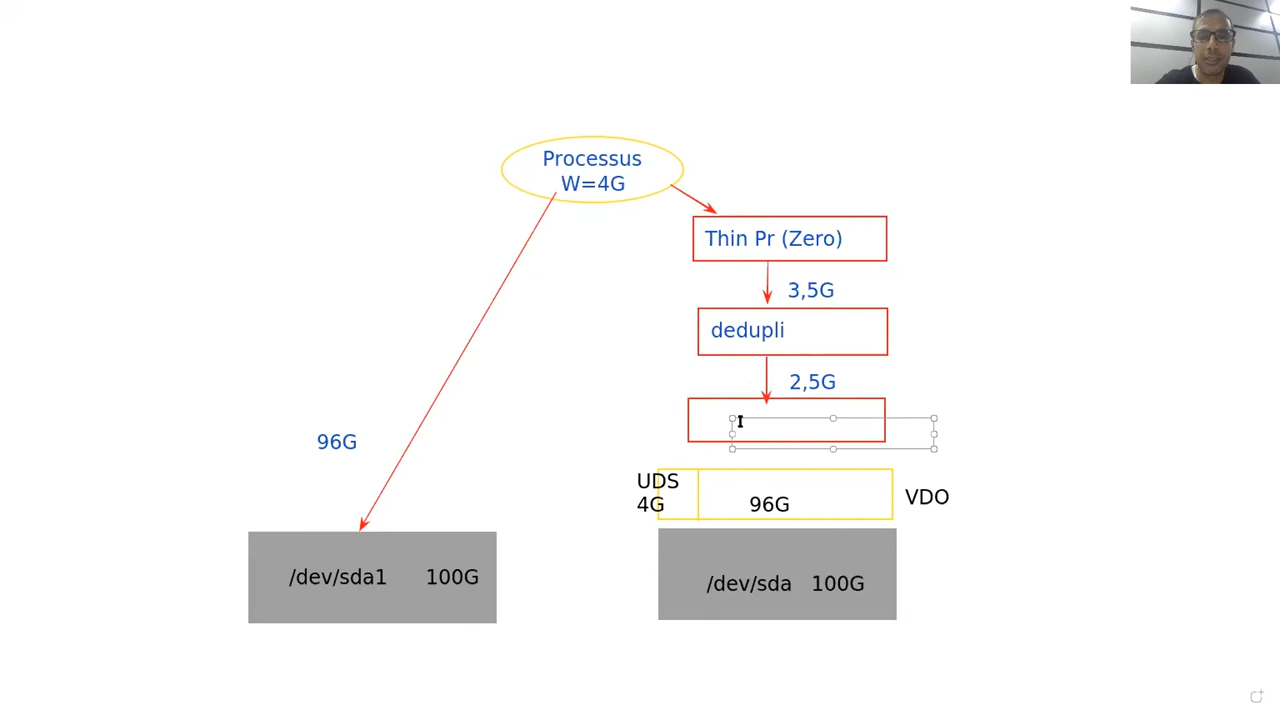 Processus
W=4G
Thin Pr (Zero)
3,5G
dedupli
2,5G
96G
UDS
4G
96G
VDO
/dev/sda1 100G
/dev/sda 100G